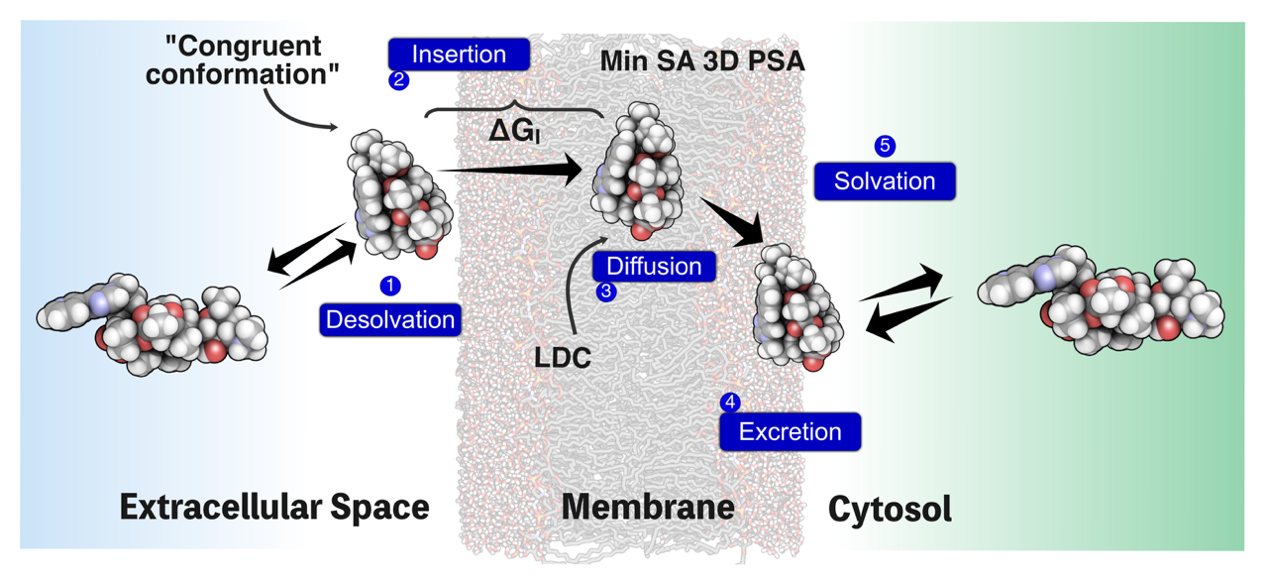 "Congruent
conformation"
Insertion
2
Min SA 3D PSA
ΔGI
5
Solvation
1
Desolvation
Diffusion
3
LDC
4
Excretion
Extracellular Space
Membrane
Cytosol